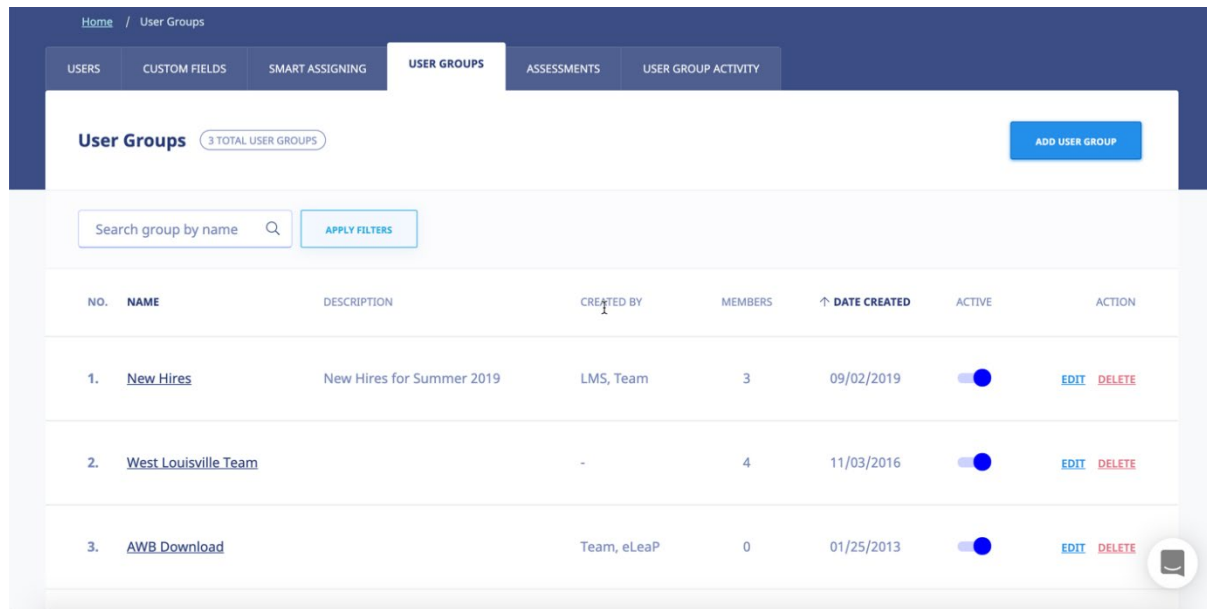 Home / User Groups
USERS CUSTOM FIELDS SMART ASSIGNING USER GROUPS ASSESSMENTS USER GROUP ACTIVITY
User Groups 3 TOTAL USER GROUPS ADD USER GROUP
Search group by name APPLY FILTERS
NO. NAME DESCRIPTION CREATED BY MEMBERS ↑ DATE CREATED ACTIVE ACTION
1. New Hires New Hires for Summer 2019 LMS, Team 3 09/02/2019 EDIT DELETE
2. West Louisville Team - 4 11/03/2016 EDIT DELETE
3. AWB Download Team, eLeaP 0 01/25/2013 EDIT DELETE